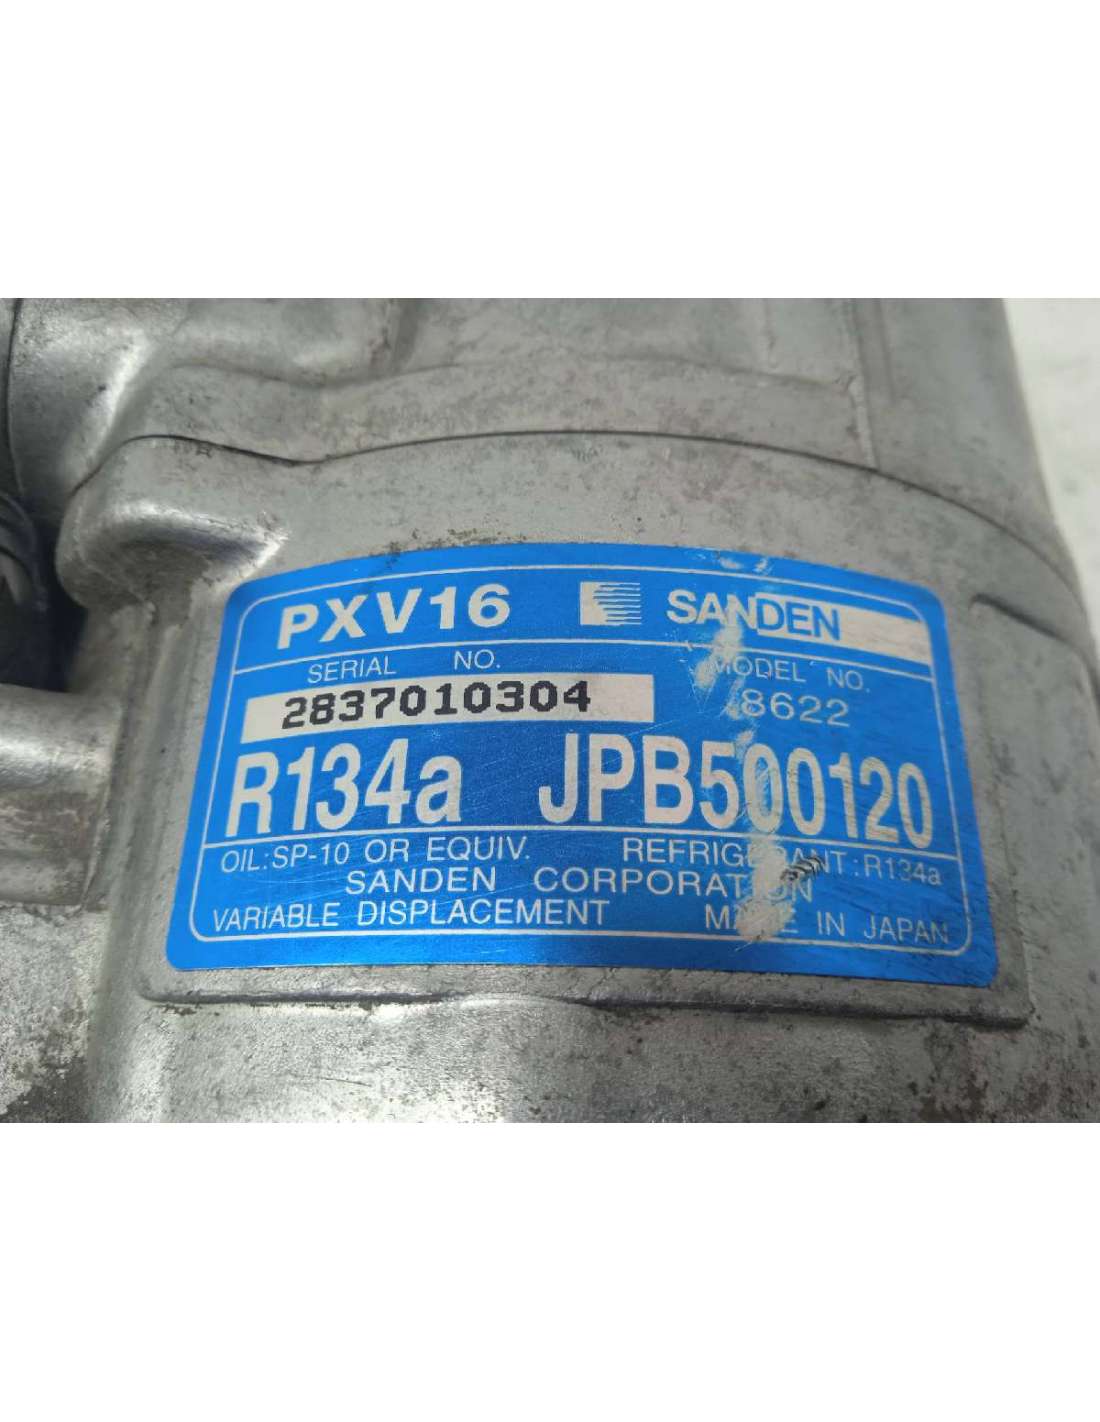 PXV16 SANDEN
SERIAL NO. MODEL NO.
2837010304 8622
R134a JPB500120
OIL:SP-10 OR EQUIV. REFRIGERANT:R134a
SANDEN CORPORATION
VARIABLE DISPLACEMENT MADE IN JAPAN